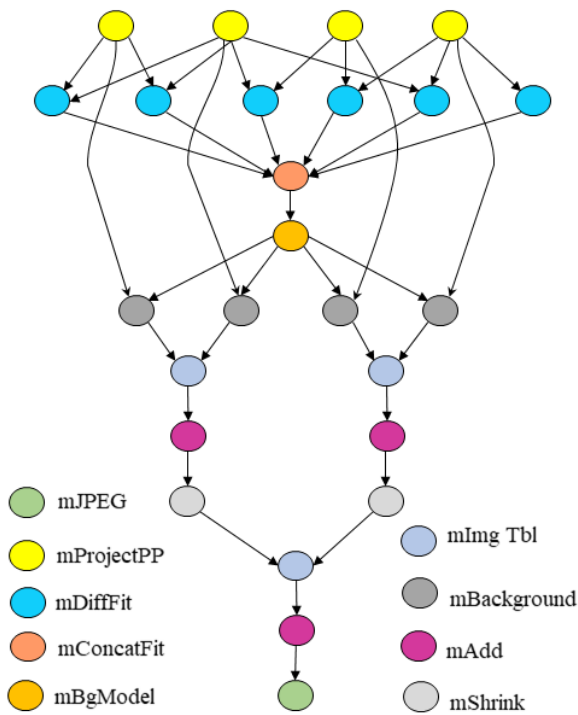 mJPEG
mProjectPP
mDiffFit
mConcatFit
mBgModel
mImg Tbl
mBackground
mAdd
mShrink